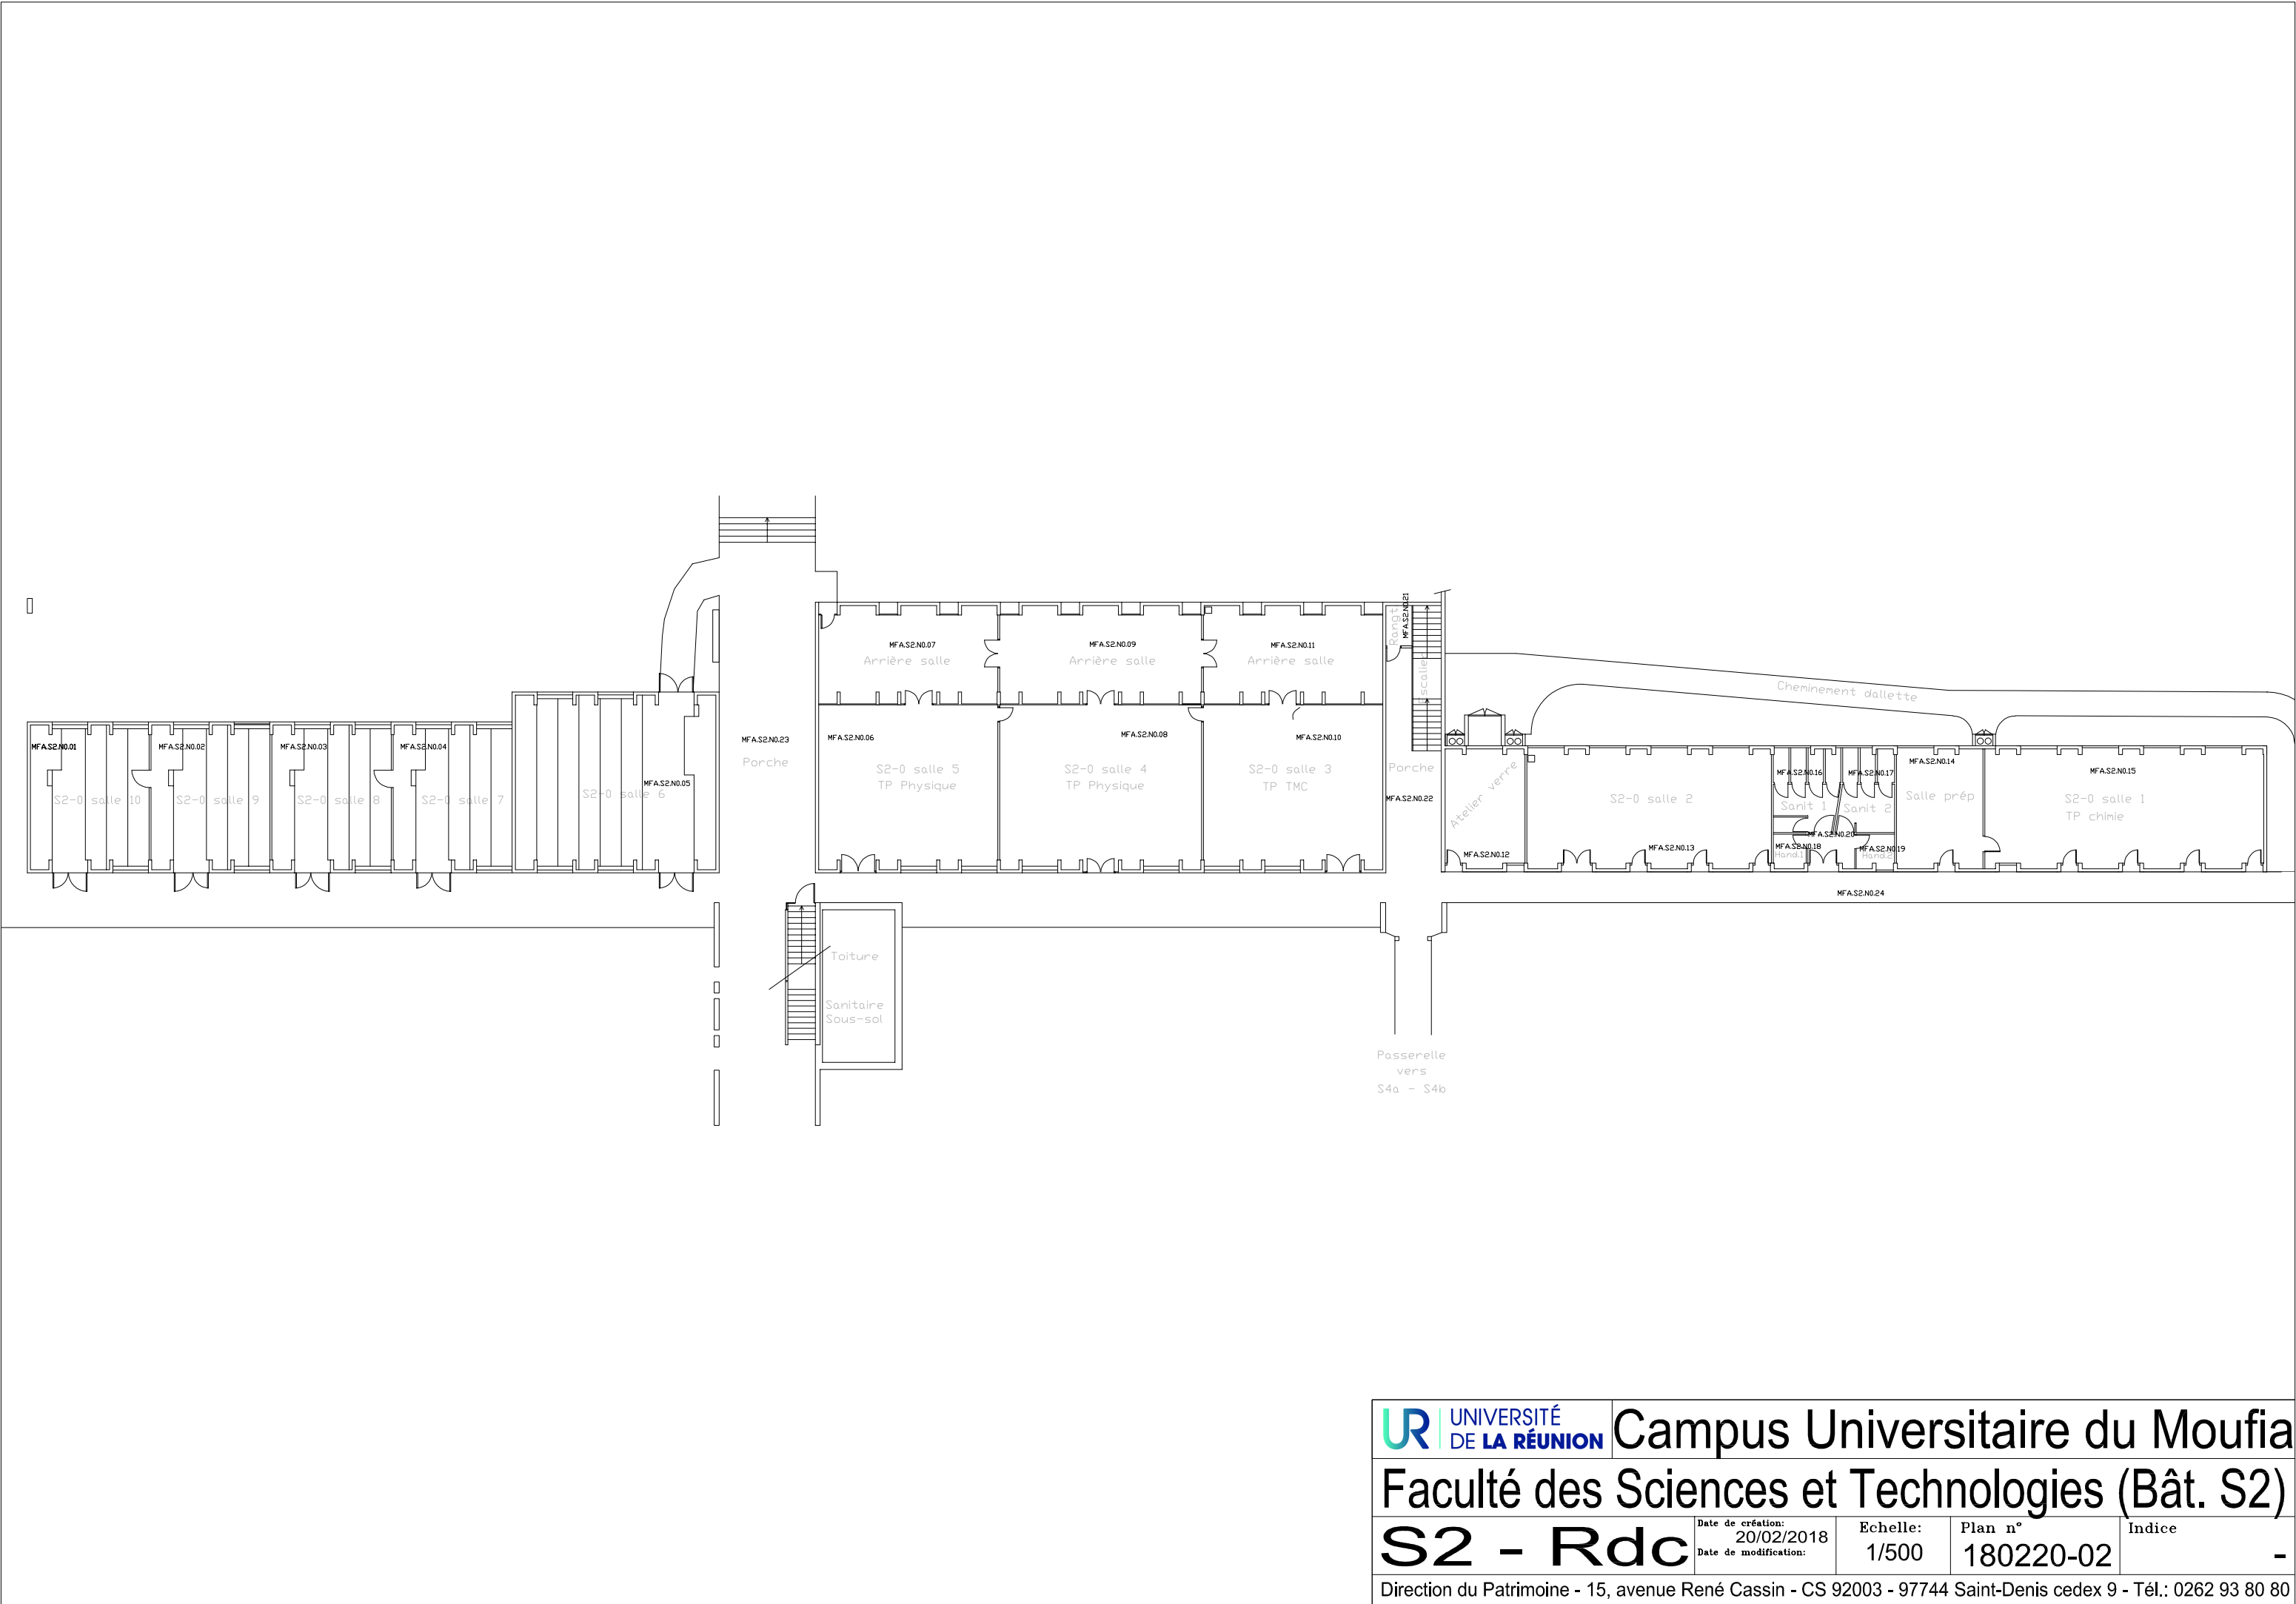 MFA.S2.N0.21
Rangt
MFA.S2.N0.07
Arrière salle
MFA.S2.N0.09
Arrière salle
MFA.S2.N0.11
Arrière salle
Escalier
Cheminement dallette
MFA.S2.N0.01
S2-0 salle 10
MFA.S2.N0.02
S2-0 salle 9
MFA.S2.N0.03
S2-0 salle 8
MFA.S2.N0.04
S2-0 salle 7
MFA.S2.N0.05
S2-0 salle 6
MFA.S2.N0.23
Porche
MFA.S2.N0.06
S2-0 salle 5
TP Physique
MFA.S2.N0.08
S2-0 salle 4
TP Physique
MFA.S2.N0.10
S2-0 salle 3
TP TMC
Porche
MFA.S2.N0.22
Atelier verre
MFA.S2.N0.12
S2-0 salle 2
MFA.S2.N0.13
MFA.S2.N0.16
Sanit 1
MFA.S2.N0.17
Sanit 2
MFA.S2.N0.20
MFA.S2.N0.18
Hand.1
MFA.S2.N0.19
Hand.2
MFA.S2.N0.14
Salle prép
MFA.S2.N0.15
S2-0 salle 1
TP chimie
MFA.S2.N0.24
Toiture
Sanitaire
Sous-sol
Passerelle
vers
S4a - S4b
UNIVERSITÉ
DE LA RÉUNION
Campus Universitaire du Moufia
Faculté des Sciences et Technologies (Bât. S2)
S2 - Rdc
Date de création:
20/02/2018
Date de modification:
Echelle:
1/500
Plan n°
180220-02
Indice
-
Direction du Patrimoine - 15, avenue René Cassin - CS 92003 - 97744 Saint-Denis cedex 9 - Tél.: 0262 93 80 80